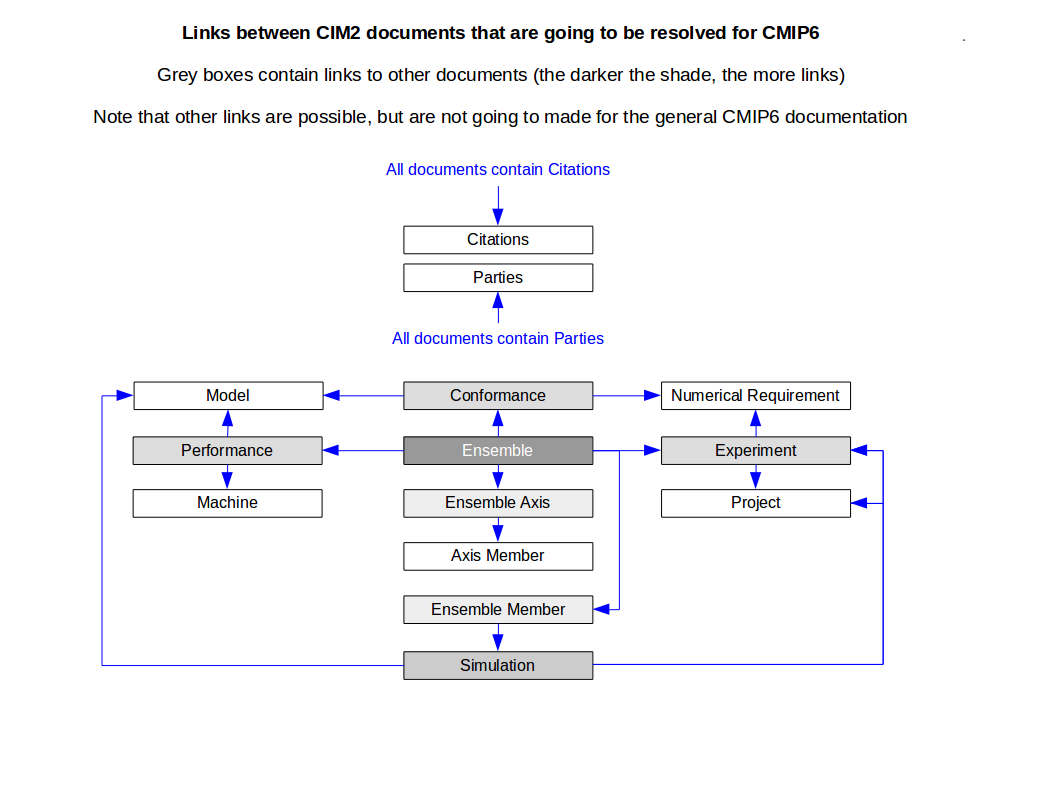 Links between CIM2 documents that are going to be resolved for CMIP6
.
Grey boxes contain links to other documents (the darker the shade, the more links)
Note that other links are possible, but are not going to made for the general CMIP6 documentation
All documents contain Citations
Citations
Parties
All documents contain Parties
Model
Conformance
Numerical Requirement
Performance
Ensemble
Experiment
Machine
Ensemble Axis
Project
Axis Member
Ensemble Member
Simulation